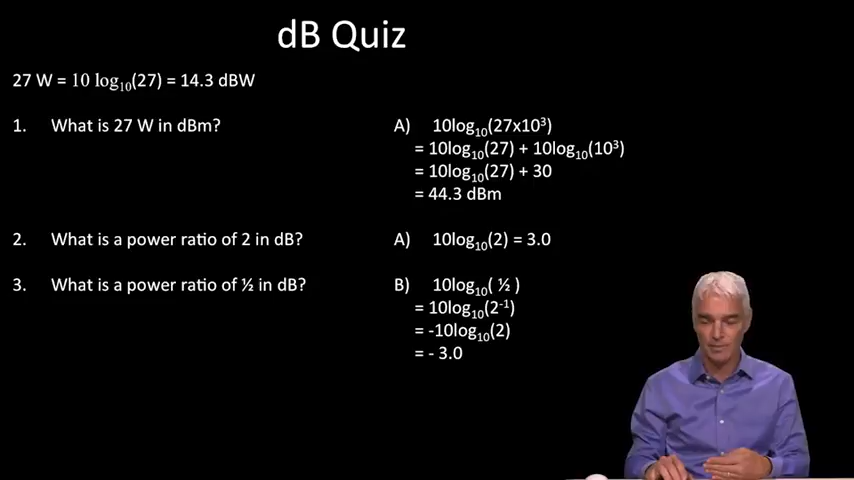 dB Quiz
27 W = 10 log₁₀(27) = 14.3 dBW
1. What is 27 W in dBm? A) 10log₁₀(27x10³)
= 10log₁₀(27) + 10log₁₀(10³)
= 10log₁₀(27) + 30
= 44.3 dBm
2. What is a power ratio of 2 in dB? A) 10log₁₀(2) = 3.0
3. What is a power ratio of ½ in dB? B) 10log₁₀( ½ )
= 10log₁₀(2⁻¹)
= -10log₁₀(2)
= - 3.0